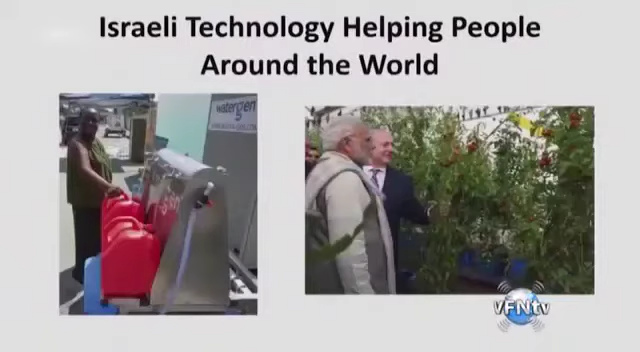 Israeli Technology Helping People
Around the World
watergen
VFNtv